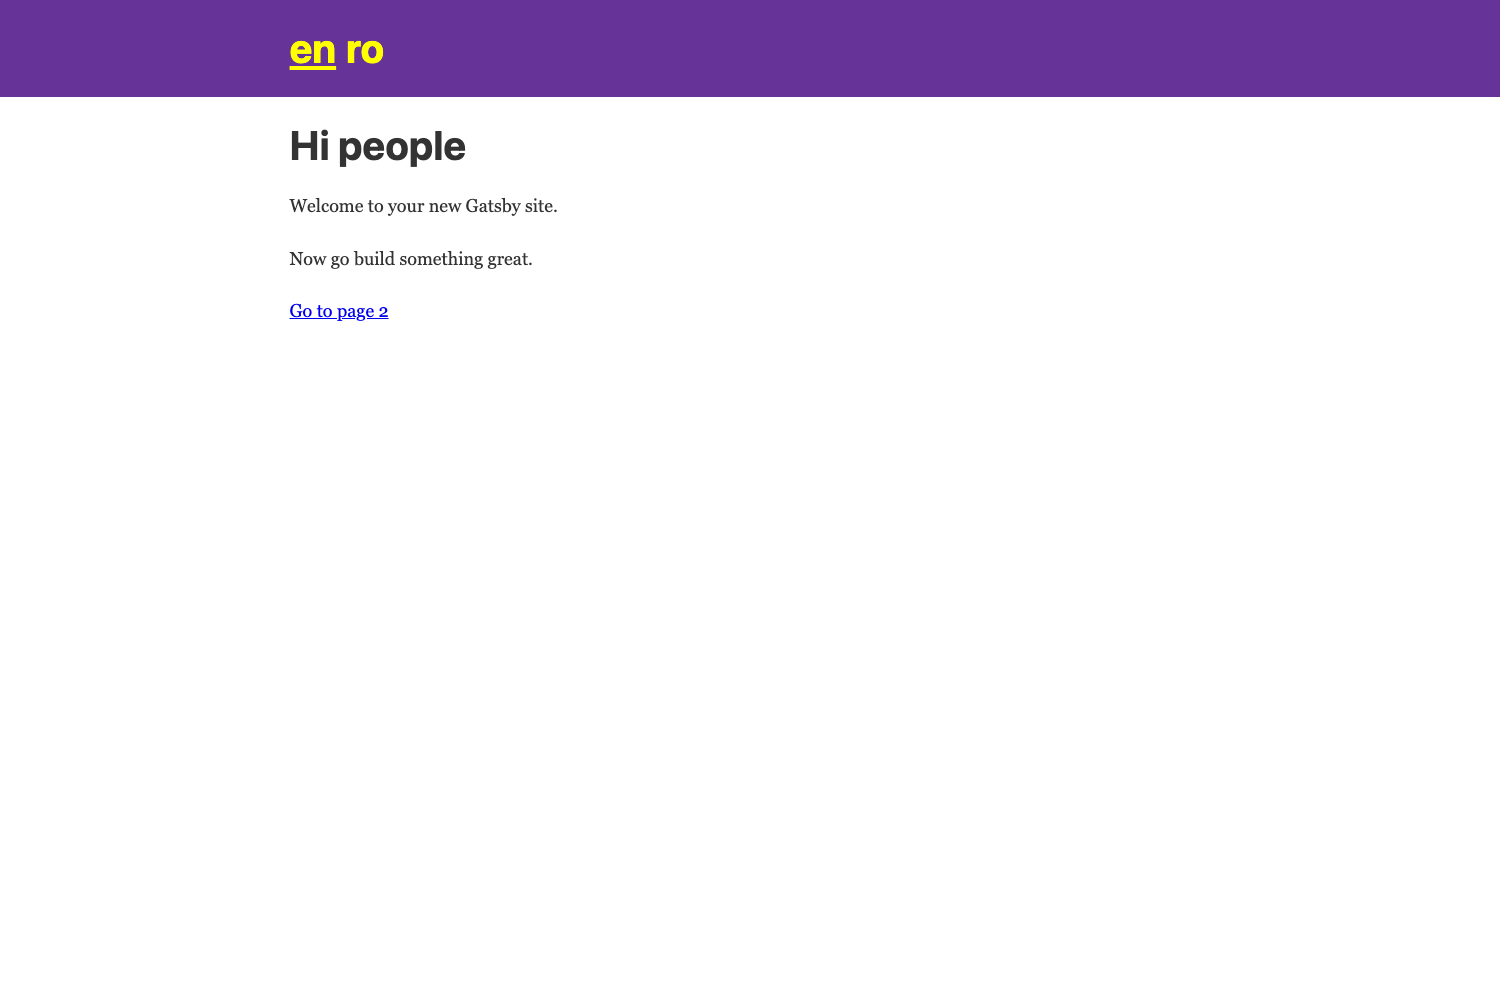 en ro
Hi people
Welcome to your new Gatsby site.
Now go build something great.
Go to page 2